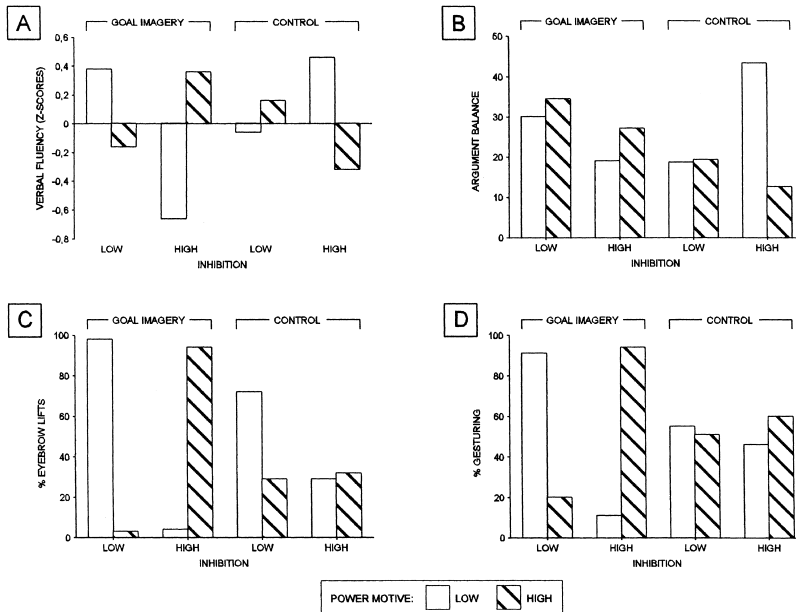 A
GOAL IMAGERY CONTROL
VERBAL FLUENCY (Z-SCORES)
0,6
0,4
0,2
0
-0,2
-0,4
-0,6
-0,8
LOW HIGH LOW HIGH
INHIBITION
B
GOAL IMAGERY CONTROL
ARGUMENT BALANCE
60
40
30
20
10
0
LOW HIGH LOW HIGH
INHIBITION
C
GOAL IMAGERY CONTROL
% EYEBROW LIFTS
100
80
60
40
20
0
LOW HIGH LOW HIGH
INHIBITION
D
GOAL IMAGERY CONTROL
% GESTURING
100
80
60
40
20
0
LOW HIGH LOW HIGH
INHIBITION
POWER MOTIVE: LOW HIGH